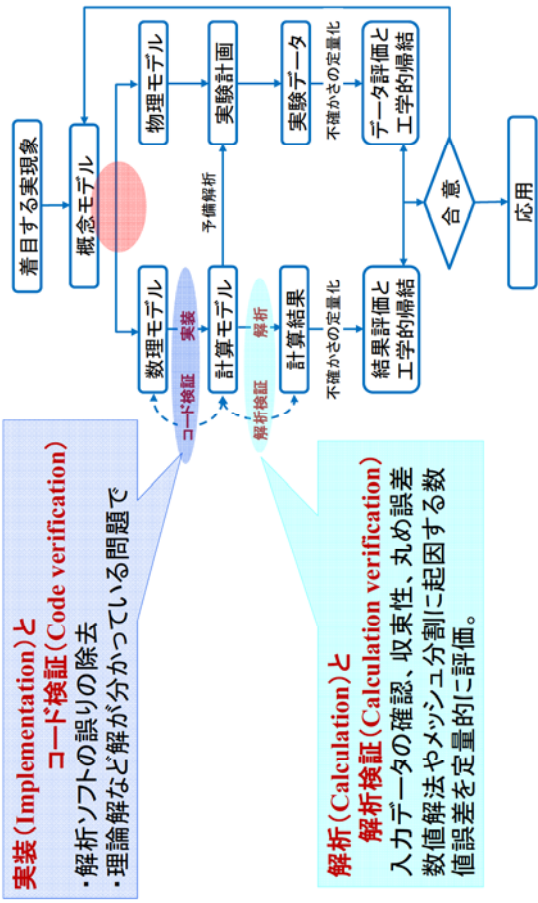 実装(Implementation)と
コード検証(Code verification)
・解析ソフトの誤りの除去
・理論解など解が分かっている問題で
解析(Calculation)と
解析検証(Calculation verification)
入力データの確認、収束性、丸め誤差
数値解法やメッシュ分割に起因する数
値誤差を定量的に評価。
着目する実現象
概念モデル
数理モデル
物理モデル
コード検証
実装
計算モデル
予備解析
実験計画
解析検証
解析
計算結果
実験データ
不確かさの定量化
不確かさの定量化
結果評価と
工学的帰結
データ評価と
工学的帰結
合意
応用